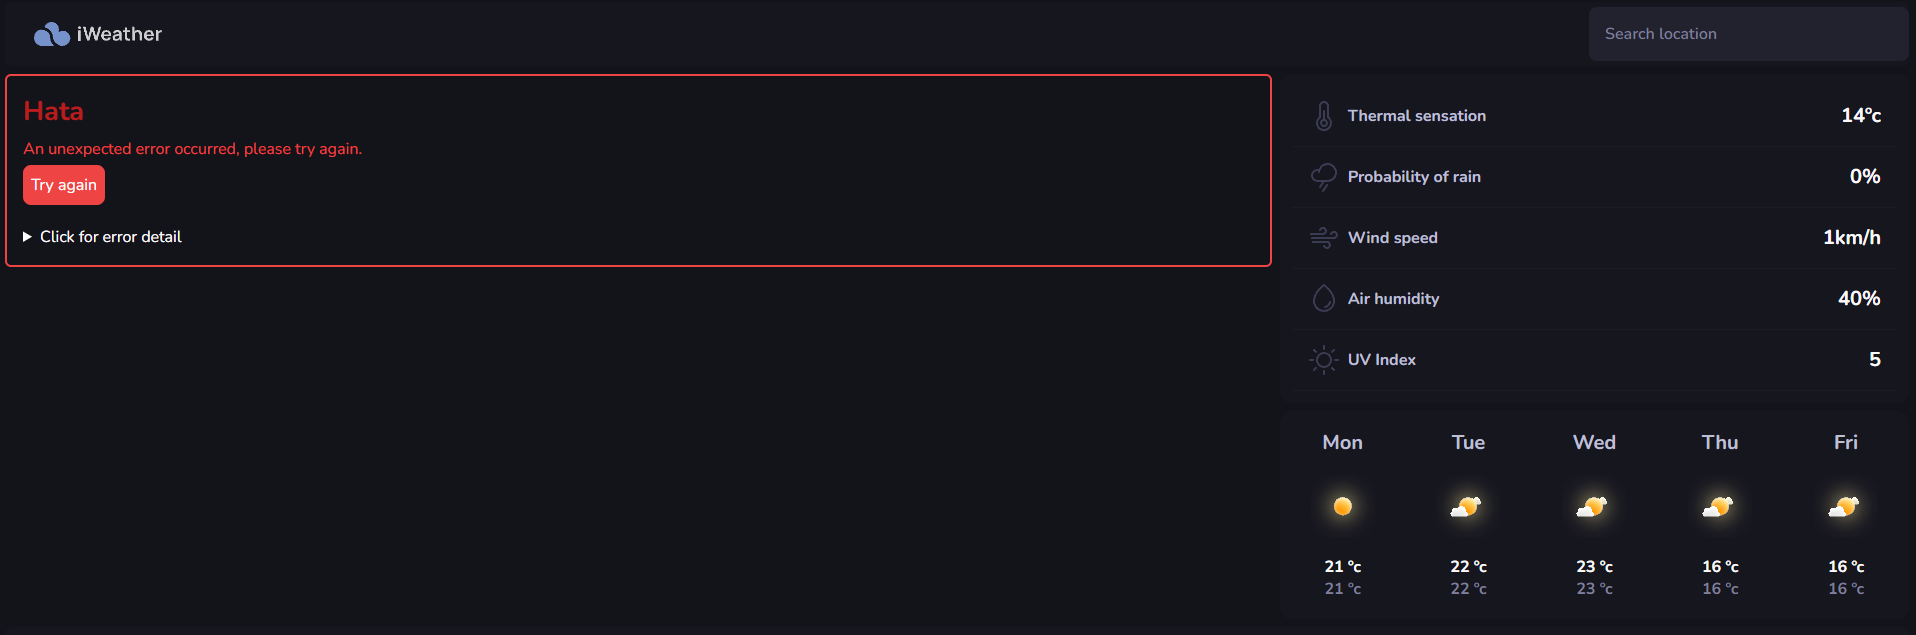 iWeather
Search location
Hata
An unexpected error occurred, please try again.
Try again
Click for error detail
Thermal sensation 14ºc
Probability of rain 0%
Wind speed 1km/h
Air humidity 40%
UV Index 5
Mon Tue Wed Thu Fri
21 ºc 22 ºc 23 ºc 16 ºc 16 ºc
21 ºc 22 ºc 23 ºc 16 ºc 16 ºc